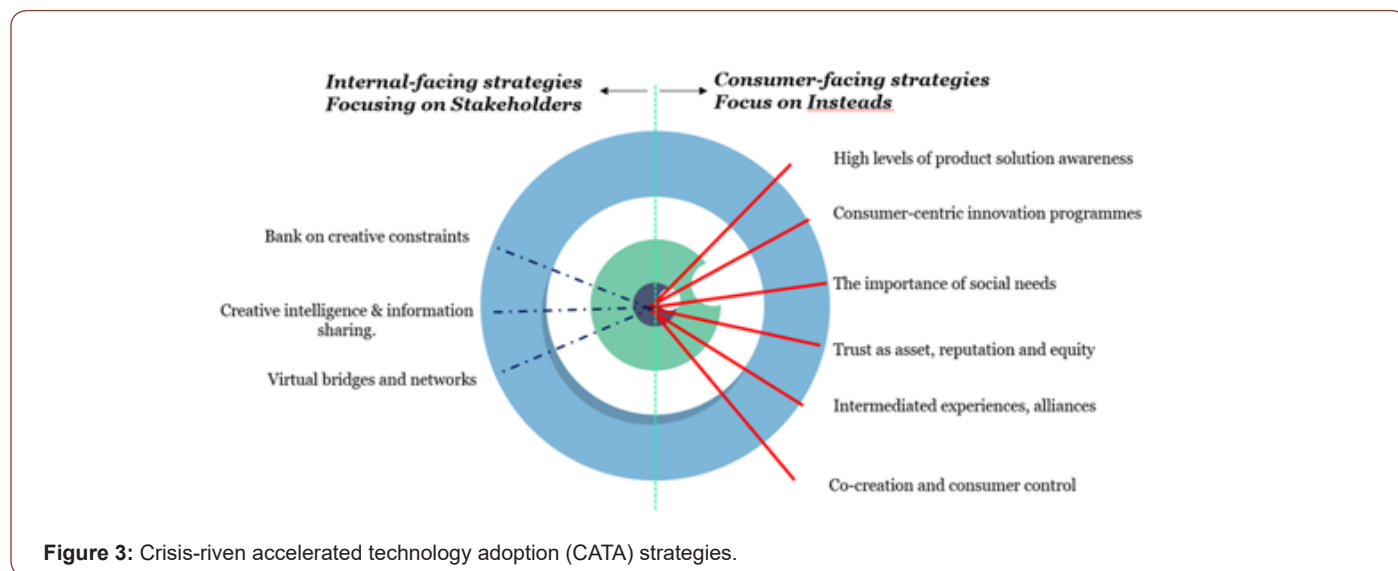 Internal-facing strategies
Focusing on Stakeholders
Consumer-facing strategies
Focus on Insteads
Bank on creative constraints
Creative intelligence & information
sharing.
Virtual bridges and networks
High levels of product solution awareness
Consumer-centric innovation programmes
The importance of social needs
Trust as asset, reputation and equity
Intermediated experiences, alliances
Co-creation and consumer control
Figure 3: Crisis-riven accelerated technology adoption (CATA) strategies.